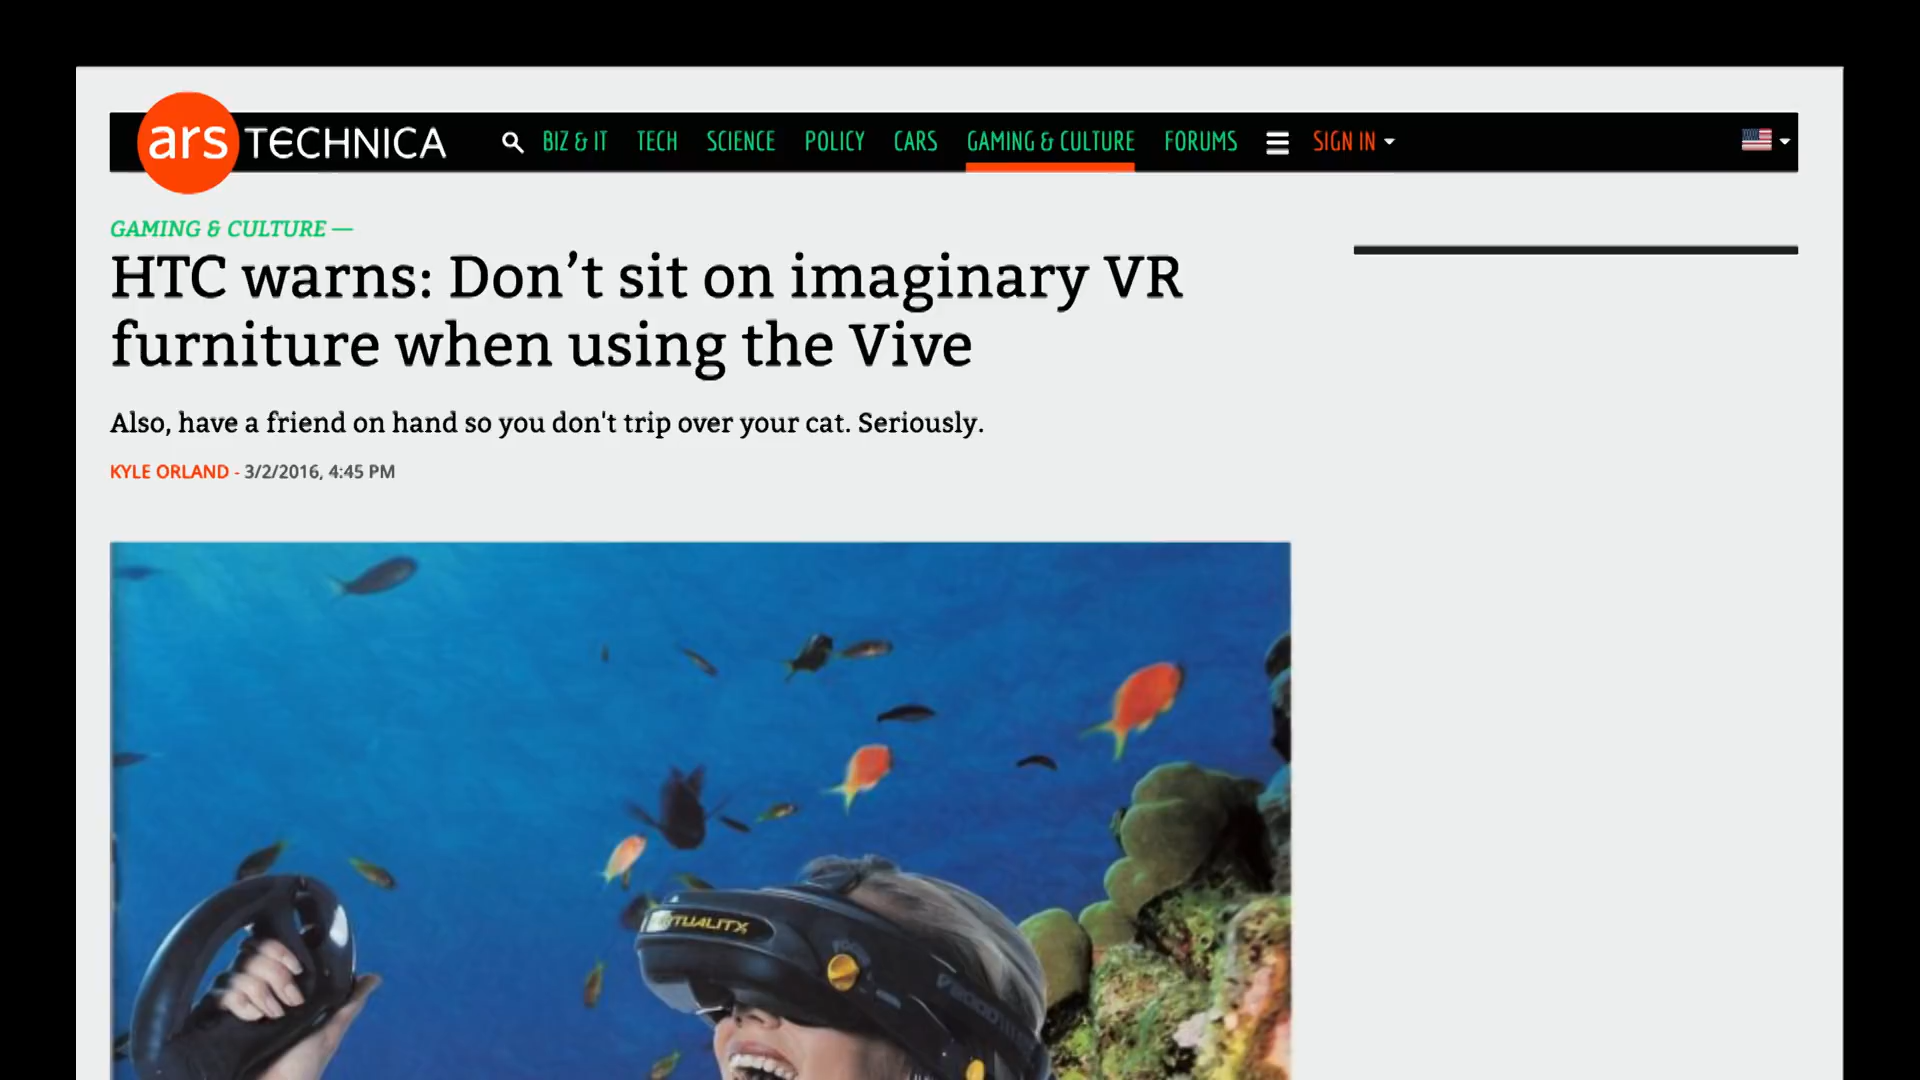 ars TECHNICA BIZ & IT TECH SCIENCE POLICY CARS GAMING & CULTURE FORUMS SIGN IN
GAMING & CULTURE —
HTC warns: Don’t sit on imaginary VR
furniture when using the Vive
Also, have a friend on hand so you don't trip over your cat. Seriously.
KYLE ORLAND - 3/2/2016, 4:45 PM